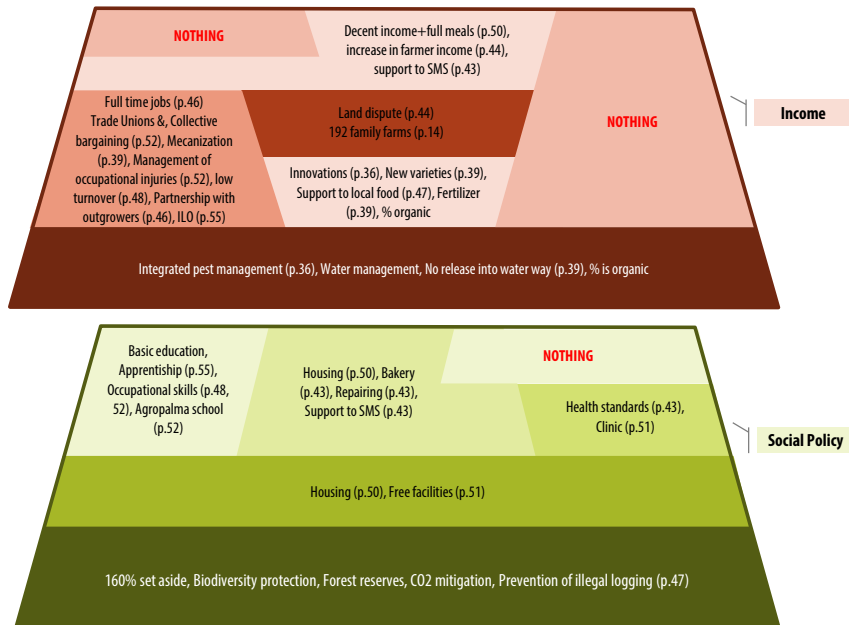 NOTHING
Decent income+full meals (p.50),
increase in farmer income (p.44),
support to SMS (p.43)
Full time jobs (p.46)
Trade Unions &, Collective
bargaining (p.52), Mecanization
(p.39), Management of
occupational injuries (p.52), low
turnover (p.48), Partnership with
outgrowers (p.46), ILO (p.55)
Land dispute (p.44)
192 family farms (p.14)
Innovations (p.36), New varieties (p.39),
Support to local food (p.47), Fertilizer
(p.39), % organic
NOTHING
Income
Integrated pest management (p.36), Water management, No release into water way (p.39), % is organic
Basic education,
Apprentiship (p.55),
Occupational skills (p.48,
52), Agropalma school
(p.52)
Housing (p.50), Bakery
(p.43), Repairing (p.43),
Support to SMS (p.43)
NOTHING
Health standards (p.43),
Clinic (p.51)
Social Policy
Housing (p.50), Free facilities (p.51)
160% set aside, Biodiversity protection, Forest reserves, CO2 mitigation, Prevention of illegal logging (p.47)